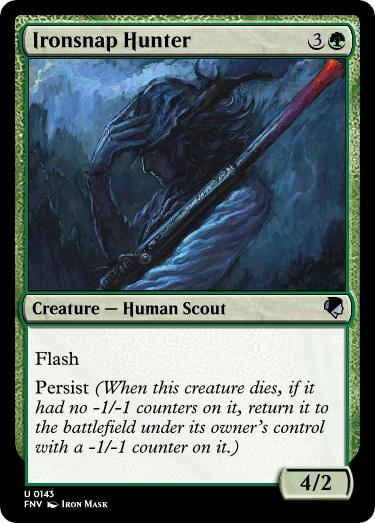 Ironsnap Hunter 3
Creature — Human Scout
Flash
Persist (When this creature dies, if it
had no -1/-1 counters on it, return it to
the battlefield under its owner's control
with a -1/-1 counter on it.)
4/2
U 0143
FNV Iron Mask